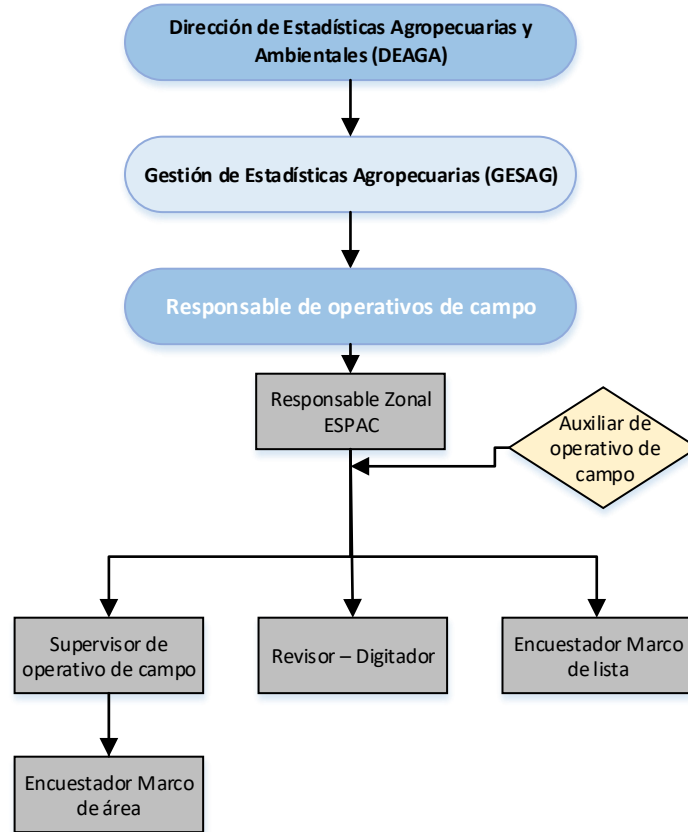 Dirección de Estadísticas Agropecuarias y
Ambientales (DEAGA)
Gestión de Estadísticas Agropecuarias (GESAG)
Responsable de operativos de campo
Responsable Zonal
ESPAC
Auxiliar de
operativo de
campo
Supervisor de
operativo de campo
Revisor – Digitador
Encuestador Marco
de lista
Encuestador Marco
de área